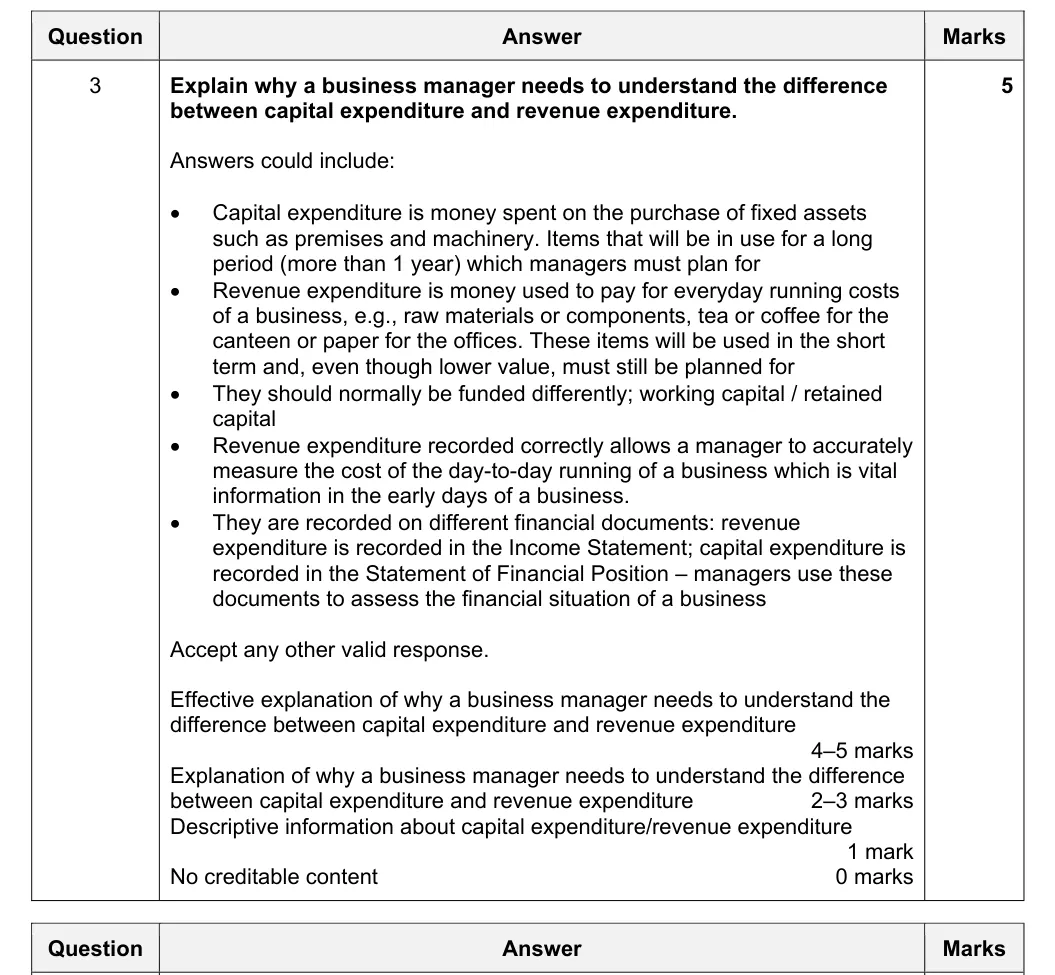 Question Answer Marks
3 Explain why a business manager needs to understand the difference 5
between capital expenditure and revenue expenditure.
Answers could include:
• Capital expenditure is money spent on the purchase of fixed assets
such as premises and machinery. Items that will be in use for a long
period (more than 1 year) which managers must plan for
• Revenue expenditure is money used to pay for everyday running costs
of a business, e.g., raw materials or components, tea or coffee for the
canteen or paper for the offices. These items will be used in the short
term and, even though lower value, must still be planned for
• They should normally be funded differently; working capital / retained
capital
• Revenue expenditure recorded correctly allows a manager to accurately
measure the cost of the day-to-day running of a business which is vital
information in the early days of a business.
• They are recorded on different financial documents: revenue
expenditure is recorded in the Income Statement; capital expenditure is
recorded in the Statement of Financial Position – managers use these
documents to assess the financial situation of a business
Accept any other valid response.
Effective explanation of why a business manager needs to understand the
difference between capital expenditure and revenue expenditure
4–5 marks
Explanation of why a business manager needs to understand the difference
between capital expenditure and revenue expenditure 2–3 marks
Descriptive information about capital expenditure/revenue expenditure
1 mark
No creditable content 0 marks
Question Answer Marks